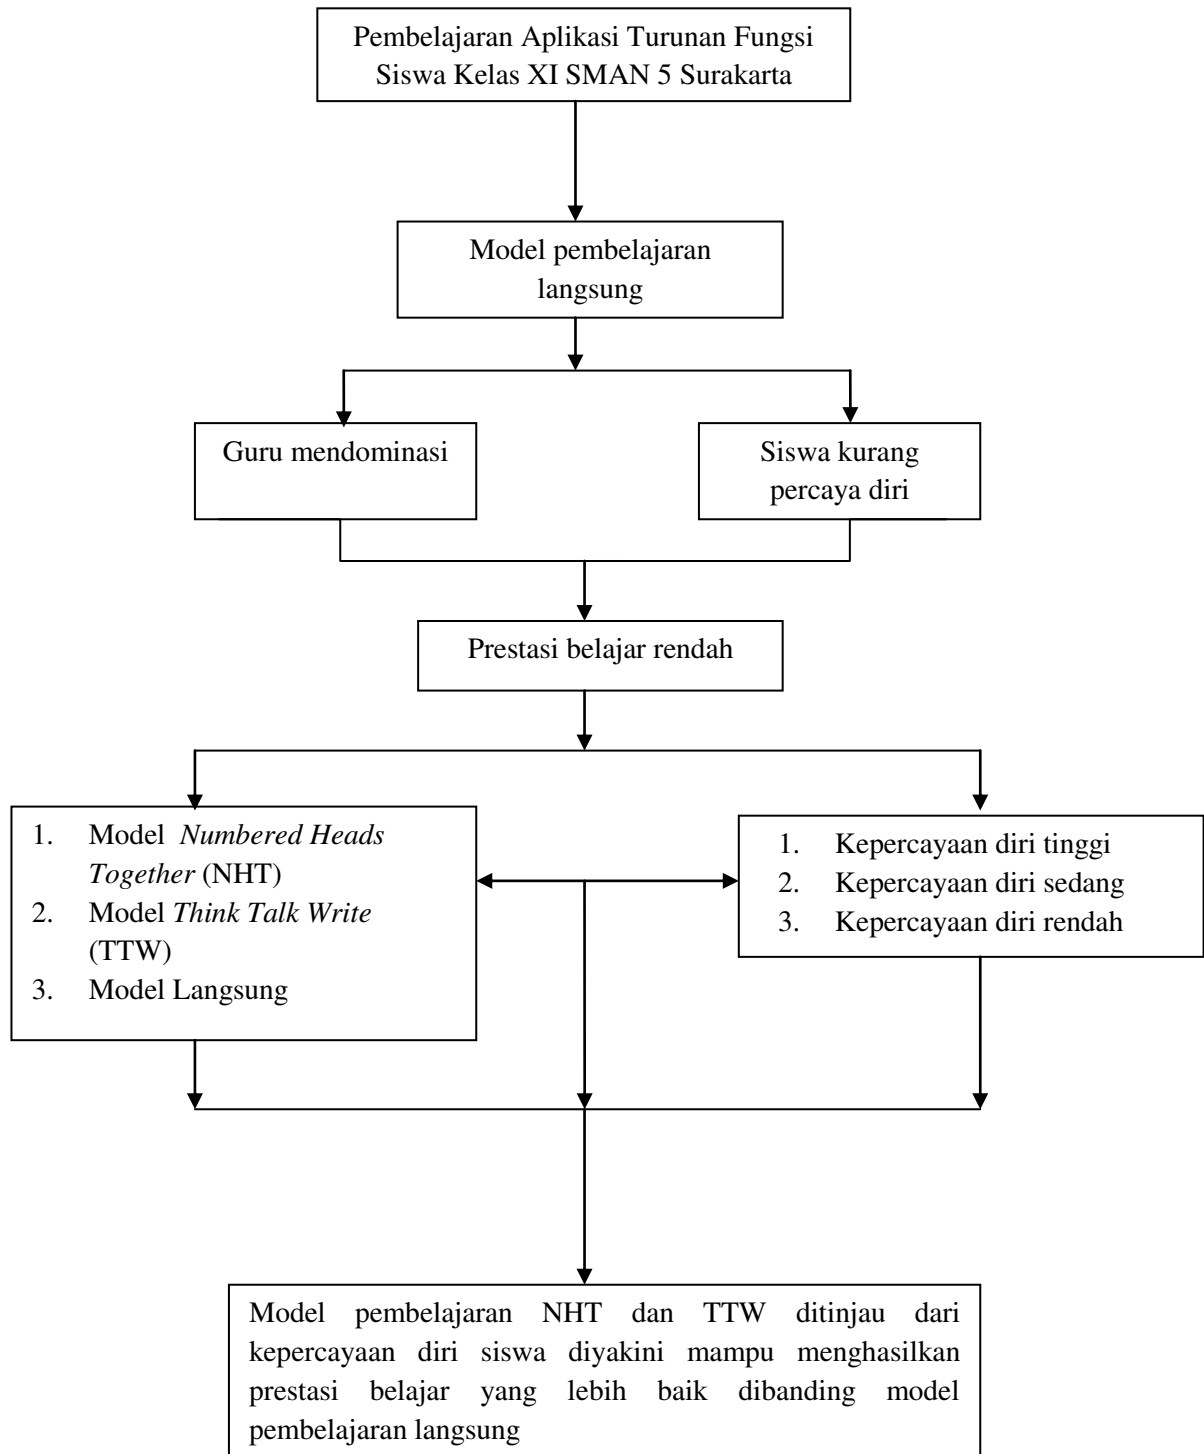 Pembelajaran Aplikasi Turunan Fungsi
Siswa Kelas XI SMAN 5 Surakarta
Model pembelajaran
langsung
Guru mendominasi
Siswa kurang
percaya diri
Prestasi belajar rendah
1. Model Numbered Heads
Together (NHT)
2. Model Think Talk Write
(TTW)
3. Model Langsung
1. Kepercayaan diri tinggi
2. Kepercayaan diri sedang
3. Kepercayaan diri rendah
Model pembelajaran NHT dan TTW ditinjau dari
kepercayaan diri siswa diyakini mampu menghasilkan
prestasi belajar yang lebih baik dibanding model
pembelajaran langsung